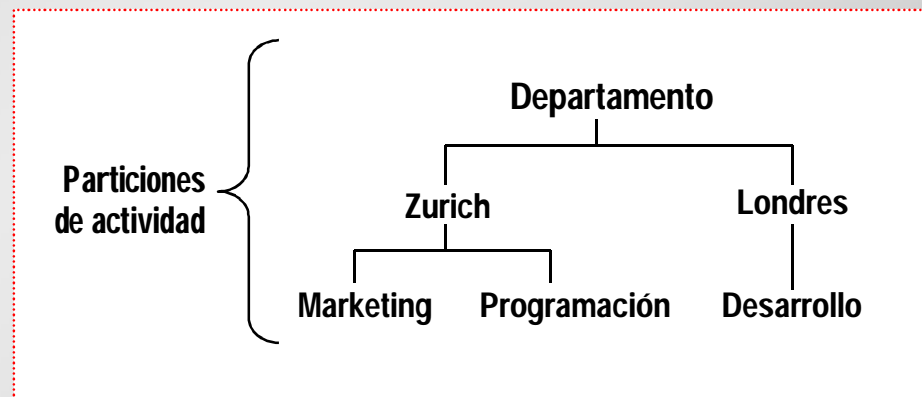 Departamento
Particiones
de actividad
Zurich
Londres
Marketing
Programación
Desarrollo